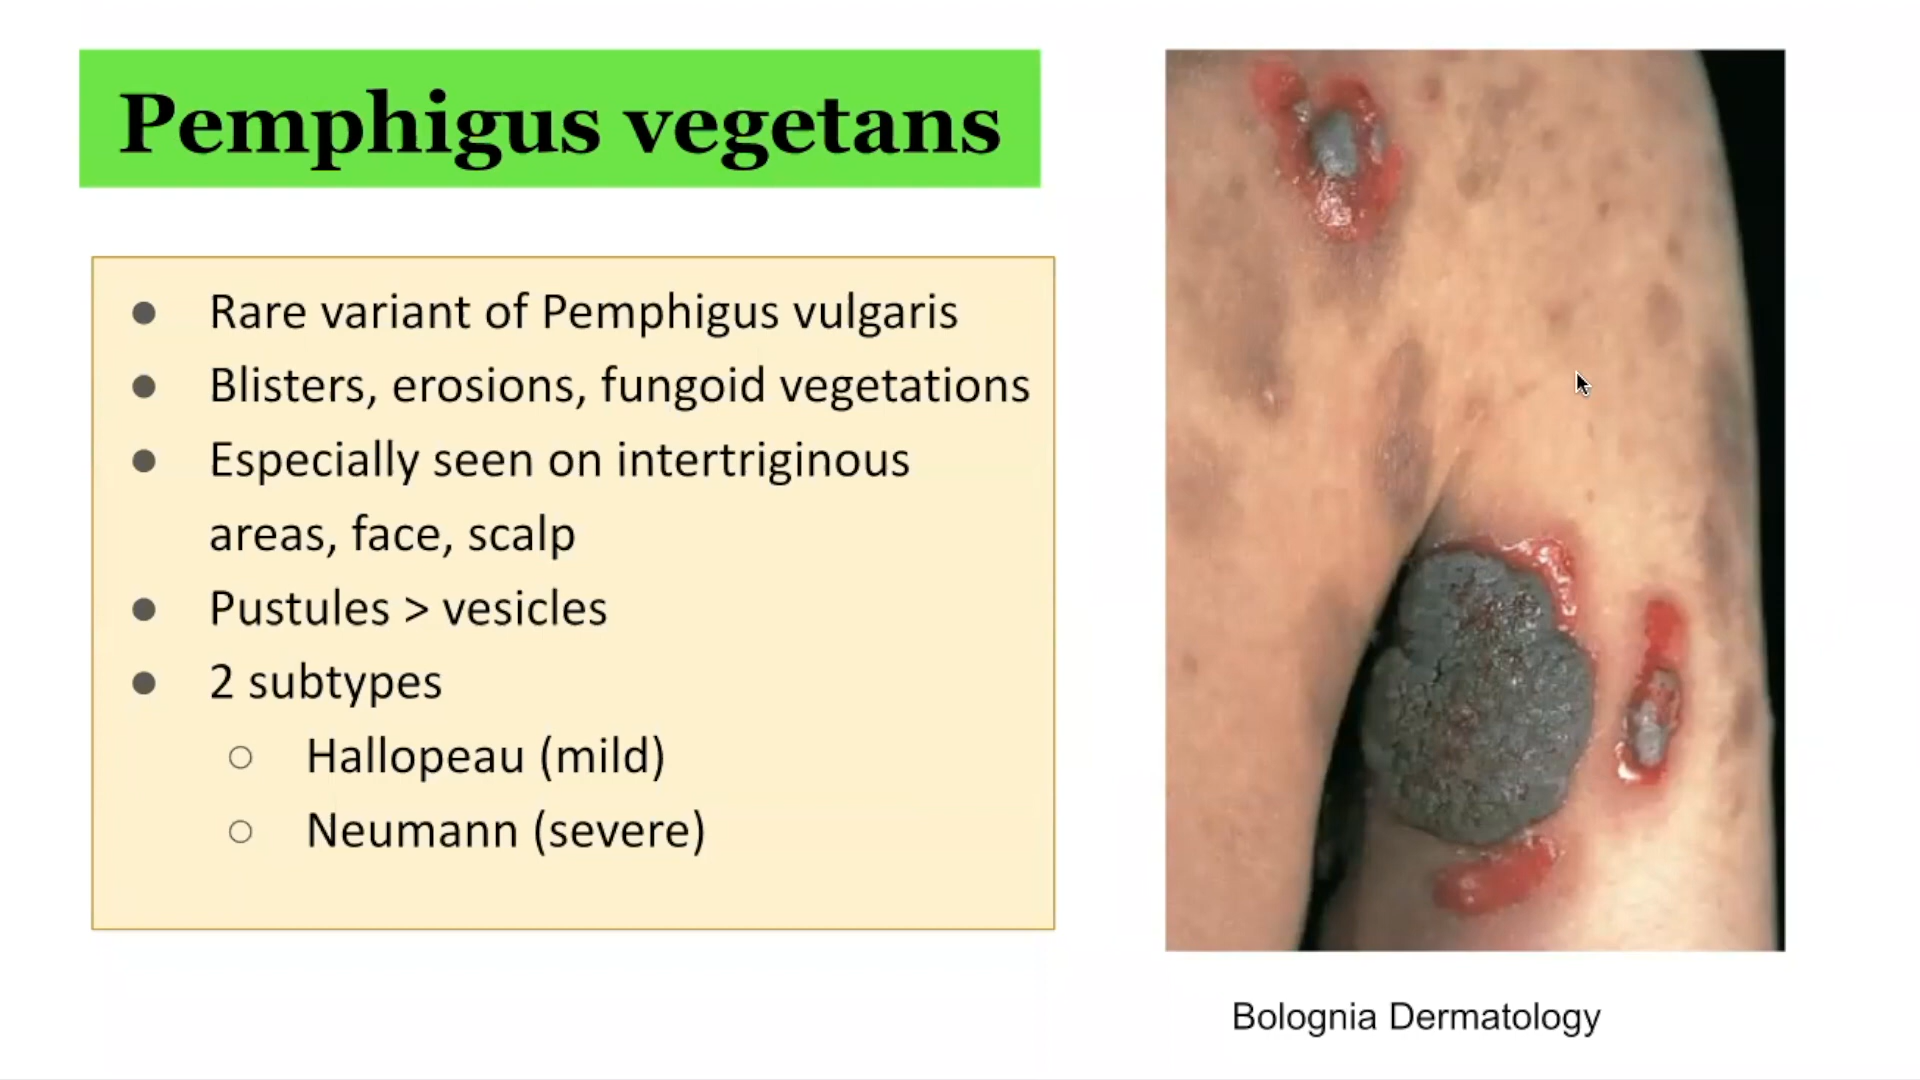 Pemphigus vegetans
● Rare variant of Pemphigus vulgaris
● Blisters, erosions, fungoid vegetations
● Especially seen on intertriginous
areas, face, scalp
● Pustules > vesicles
● 2 subtypes
○ Hallopeau (mild)
○ Neumann (severe)
Bolognia Dermatology